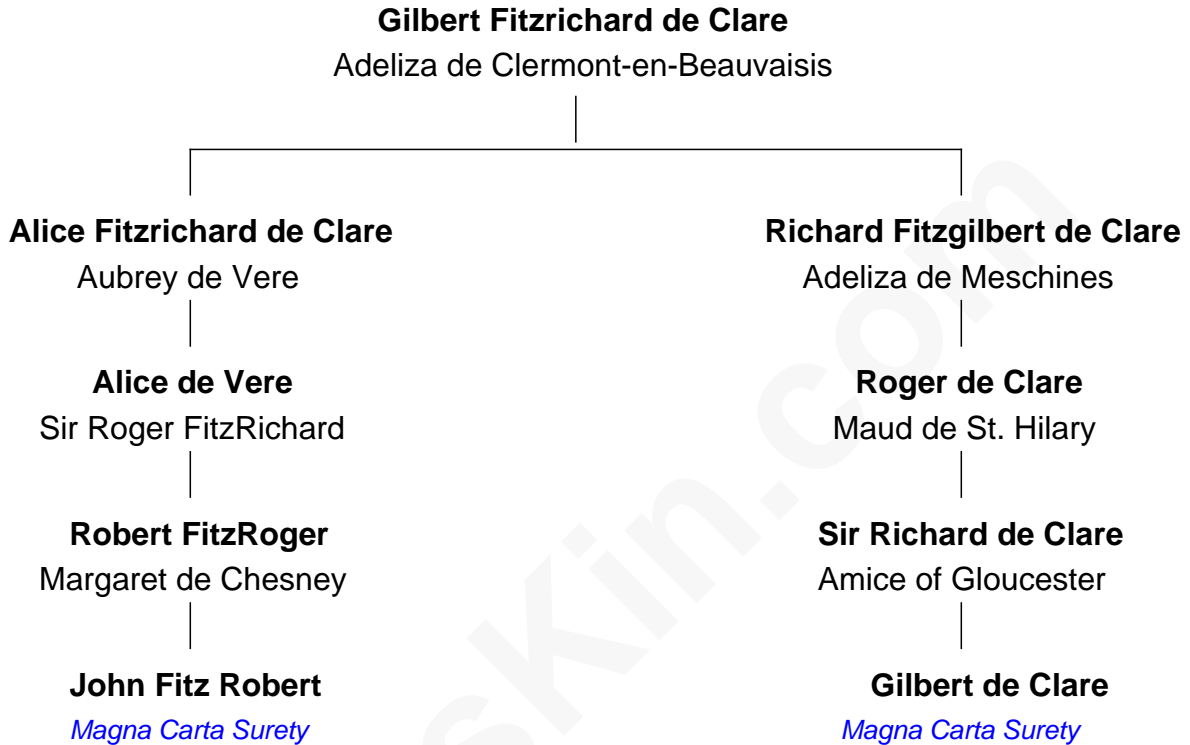 Gilbert Fitzrichard de Clare
Adeliza de Clermont-en-Beauvaisis
Alice Fitzrichard de Clare
Aubrey de Vere
Richard Fitzgilbert de Clare
Adeliza de Meschines
Alice de Vere
Sir Roger FitzRichard
Roger de Clare
Maud de St. Hilary
Robert FitzRoger
Margaret de Chesney
Sir Richard de Clare
Amice of Gloucester
John Fitz Robert
Magna Carta Surety
Gilbert de Clare
Magna Carta Surety